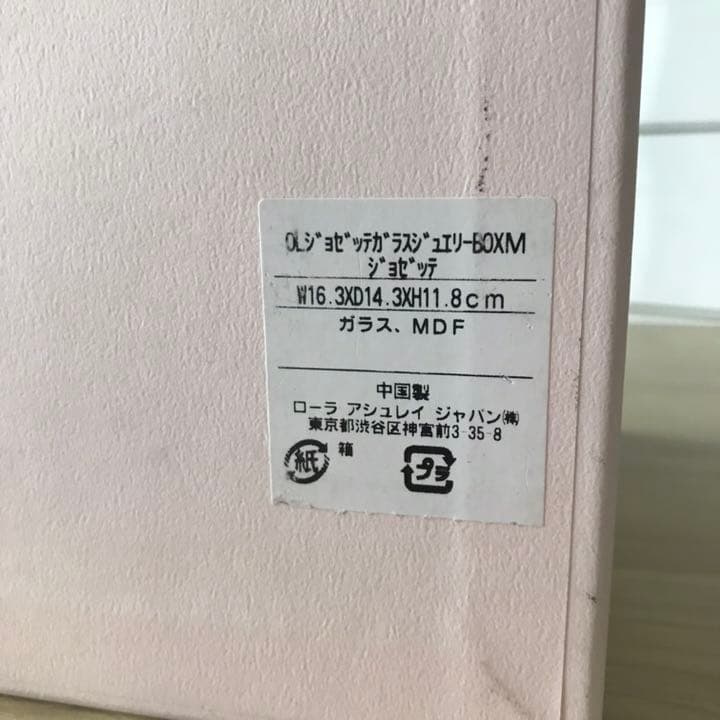 OLｼﾞｮｾﾞｯﾃｶﾞﾗｽｼﾞｭｴﾘｰBOXM
ｼﾞｮｾﾞｯﾃ
W16.3XD14.3XH11.8cm
ガラス、MDF
中国製
ローラ アシュレイ ジャパン㈱
東京都渋谷区神宮前3-35-8
紙 箱 プラ